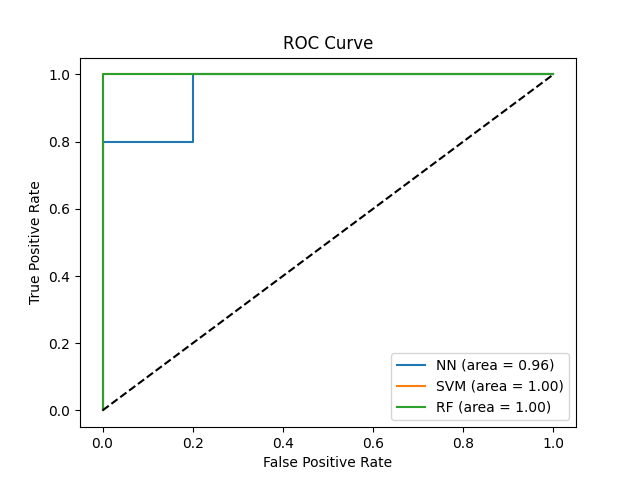 ROC Curve
True Positive Rate
1.0
0.8
0.6
0.4
0.2
0.0
0.0 0.2 0.4 0.6 0.8 1.0
False Positive Rate
NN (area = 0.96)
SVM (area = 1.00)
RF (area = 1.00)